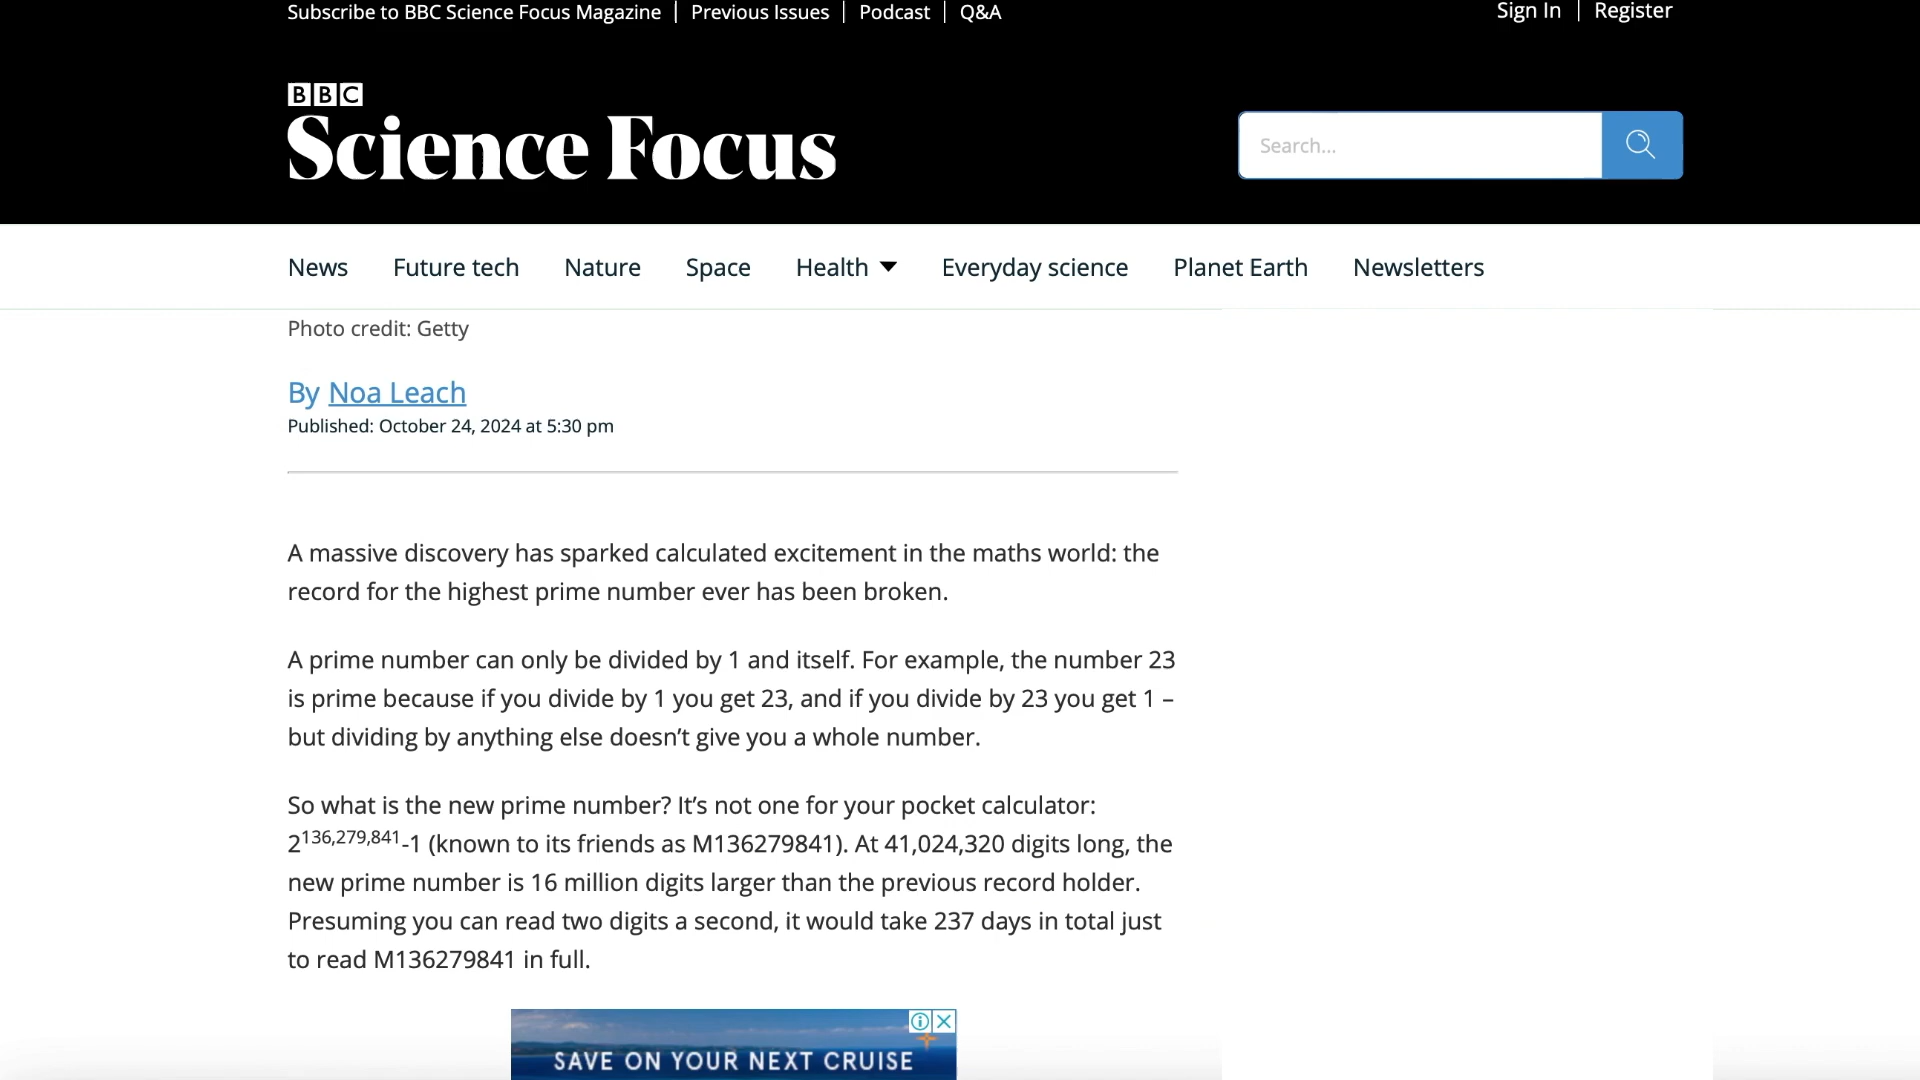 Subscribe to BBC Science Focus Magazine | Previous Issues | Podcast | Q&A
Sign In | Register
BBC
Science Focus
Search...
News Future tech Nature Space Health Everyday science Planet Earth Newsletters
Photo credit: Getty
By Noa Leach
Published: October 24, 2024 at 5:30 pm
A massive discovery has sparked calculated excitement in the maths world: the
record for the highest prime number ever has been broken.
A prime number can only be divided by 1 and itself. For example, the number 23
is prime because if you divide by 1 you get 23, and if you divide by 23 you get 1 –
but dividing by anything else doesn’t give you a whole number.
So what is the new prime number? It’s not one for your pocket calculator:
2^136,279,841-1 (known to its friends as M136279841). At 41,024,320 digits long, the
new prime number is 16 million digits larger than the previous record holder.
Presuming you can read two digits a second, it would take 237 days in total just
to read M136279841 in full.
SAVE ON YOUR NEXT CRUISE